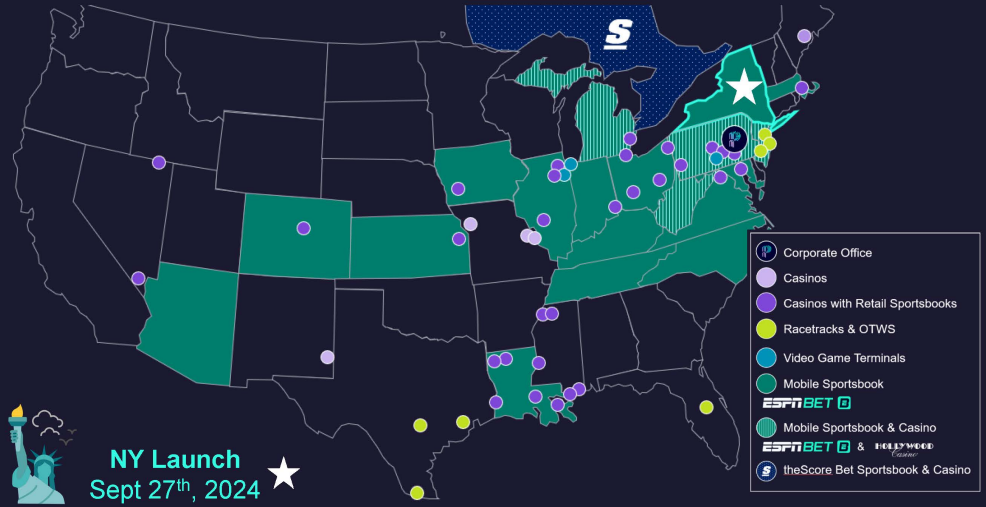 S
Corporate Office
Casinos
Casinos with Retail Sportsbooks
Racetracks & OTWS
Video Game Terminals
Mobile Sportsbook
ESPN BET
Mobile Sportsbook & Casino
ESPN BET & HOLLYWOOD Casino
S theScore Bet Sportsbook & Casino
NY Launch
Sept 27th, 2024